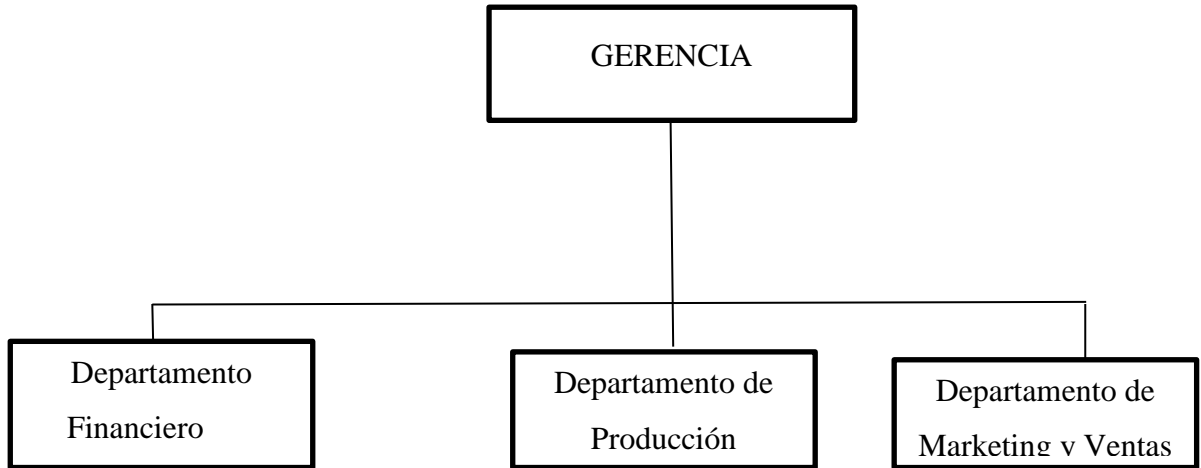 GERENCIA
Departamento
Financiero
Departamento de
Producción
Departamento de
Marketing y Ventas